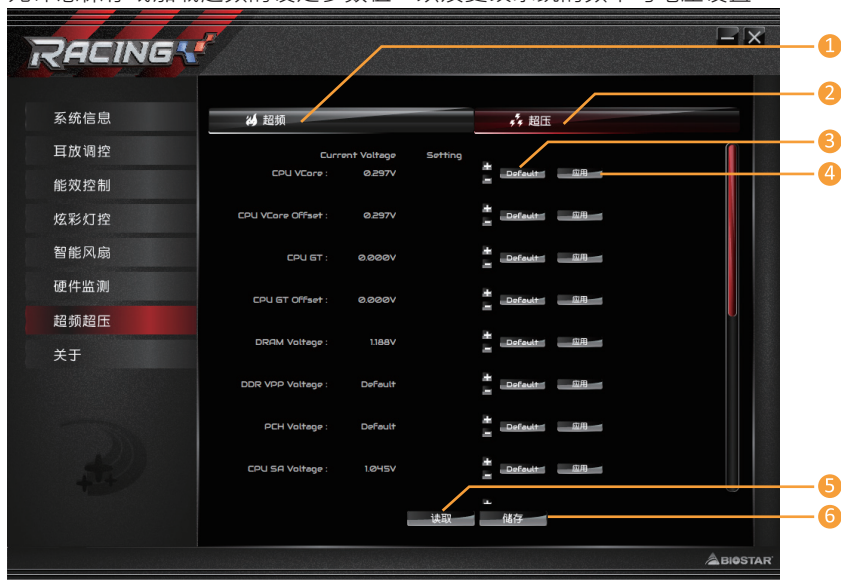 RACING
1
2
系统信息
超频
超压
耳放调控
3
Current Voltage Setting
CPU VCore : 0.297V Default 应用
4
能效控制
炫彩灯控
CPU VCore Offset : 0.297V Default 应用
智能风扇
CPU GT : 0.000V Default 应用
硬件监测
CPU GT Offset : 0.000V Default 应用
超频超压
DRAM Voltage : 1.188V Default 应用
关于
DDR VPP Voltage : Default Default 应用
PCH Voltage : Default Default 应用
CPU SA Voltage : 1.045V Default 应用
5
读取
储存
6
BIOSTAR